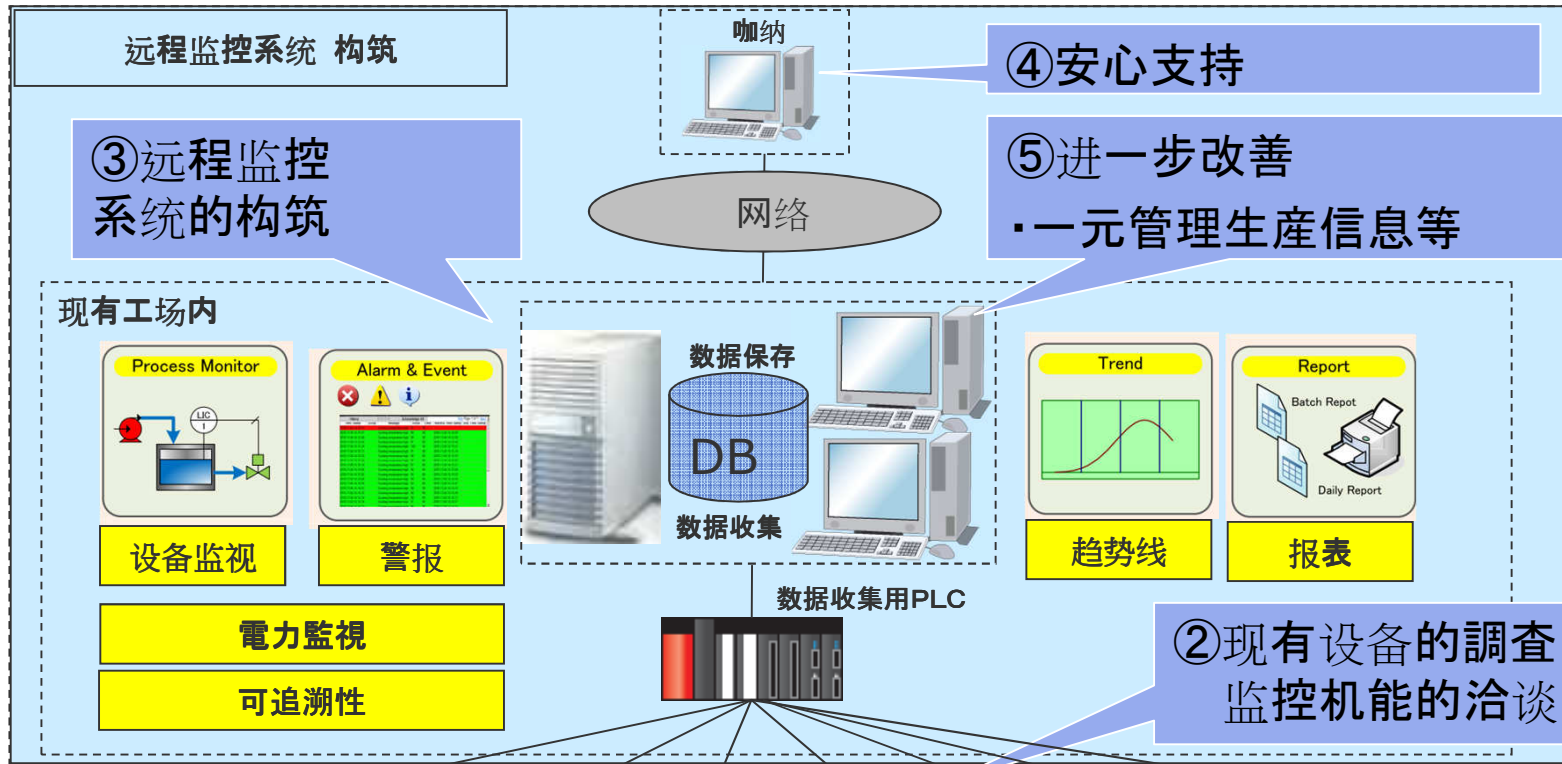 远程监控系统 构筑
咖纳
④安心支持
③远程监控
系统的构筑
⑤进一步改善
・一元管理生産信息等
网络
现有工场内
Process Monitor
LIC
I
Alarm & Event
数据保存
DB
数据收集
Trend
Report
Batch Repot
Daily Report
设备监视
警报
趋势线
报表
数据收集用PLC
電力監視
可追溯性
②现有设备的調査
监控机能的洽谈